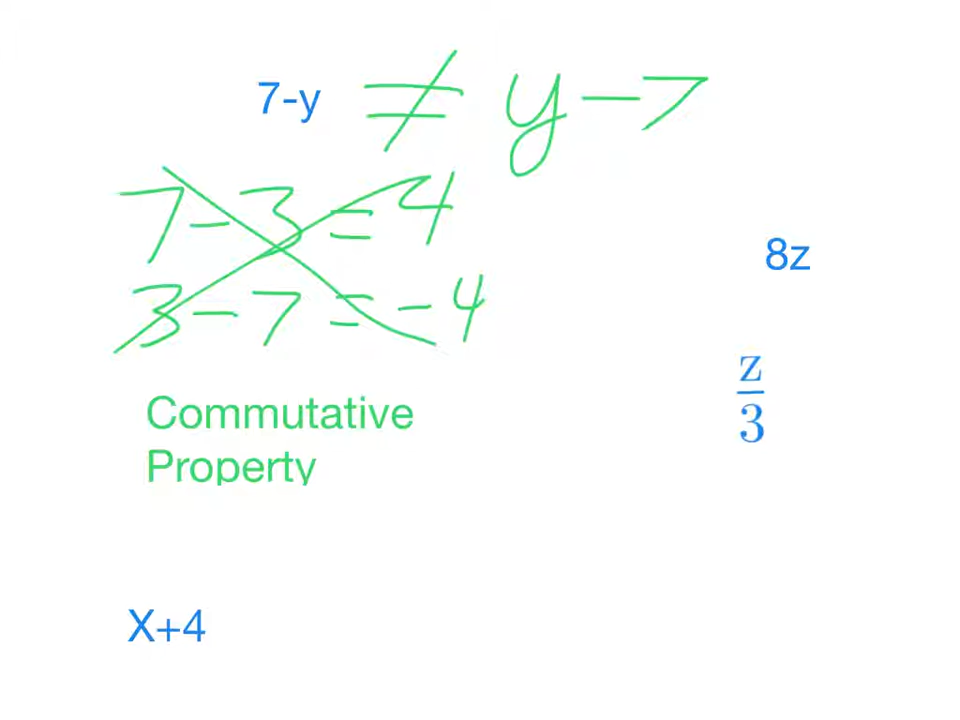 7-y ≠ y-7
7-3=4
3-7=-4
8z
z
3
Commutative
Property
X+4